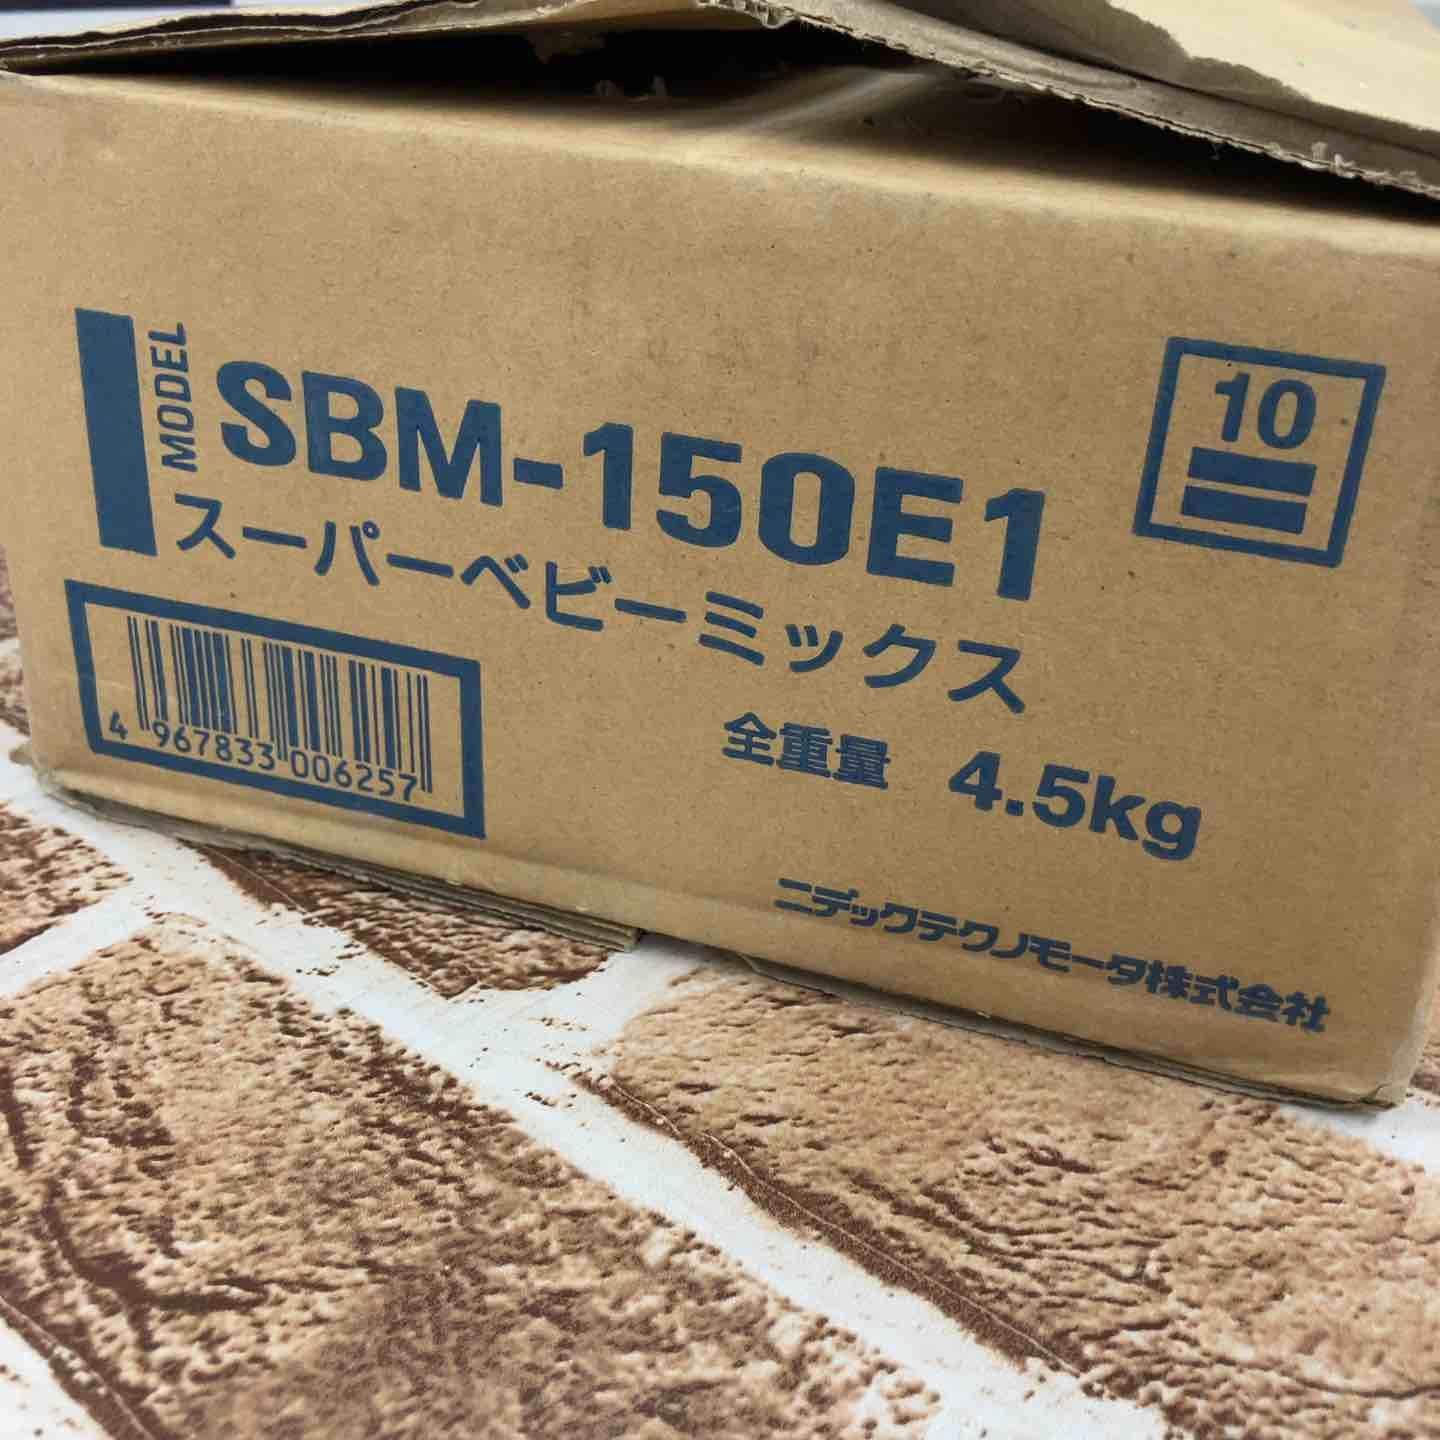 MODEL
SBM-150E1
スーパーベビーミックス
10
4 967833 006257
全重量 4.5kg
ニデックテクノモータ株式会社